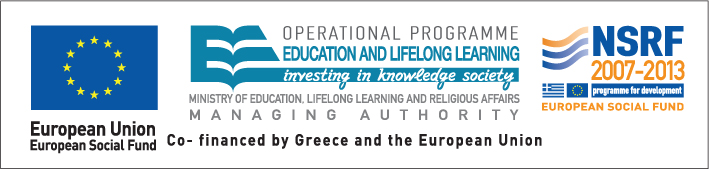 OPERATIONAL PROGRAMME
EDUCATION AND LIFELONG LEARNING
investing in knowledge society
MINISTRY OF EDUCATION, LIFELONG LEARNING AND RELIGIOUS AFFAIRS
MANAGING AUTHORITY
European Union
European Social Fund
Co- financed by Greece and the European Union
NSRF
2007-2013
programme for development
EUROPEAN SOCIAL FUND